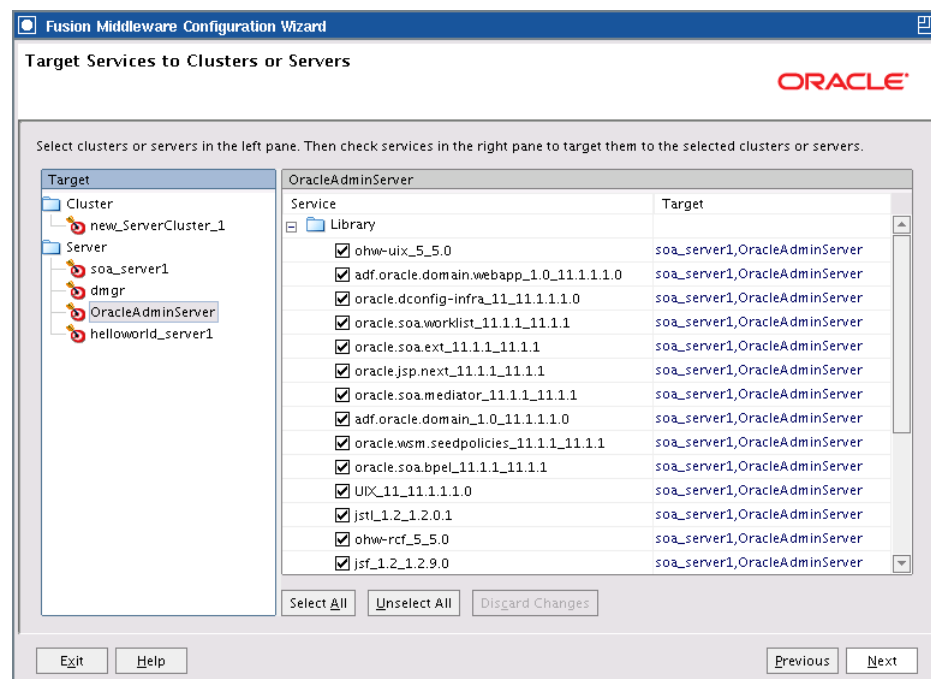 Fusion Middleware Configuration Wizard
Target Services to Clusters or Servers
ORACLE
Select clusters or servers in the left pane. Then check services in the right pane to target them to the selected clusters or servers.
Target
Cluster
new_ServerCluster_1
Server
soa_server1
dmgr
OracleAdminServer
helloworld_server1
OracleAdminServer
Service Target
Library
ohw-uix_5_5.0 soa_server1,OracleAdminServer
adf.oracle.domain.webapp_1.0_11.1.1.1.0 soa_server1,OracleAdminServer
oracle.dconfig-infra_11_11.1.1.1.0 soa_server1,OracleAdminServer
oracle.soa.worklist_11.1.1_11.1.1 soa_server1,OracleAdminServer
oracle.soa.ext_11.1.1_11.1.1 soa_server1,OracleAdminServer
oracle.jsp.next_11.1.1_11.1.1 soa_server1,OracleAdminServer
oracle.soa.mediator_11.1.1_11.1.1 soa_server1,OracleAdminServer
adf.oracle.domain_1.0_11.1.1.1.0 soa_server1,OracleAdminServer
oracle.wsm.seedpolicies_11.1.1_11.1.1 soa_server1,OracleAdminServer
oracle.soa.bpel_11.1.1_11.1.1 soa_server1,OracleAdminServer
UIX_11_11.1.1.1.0 soa_server1,OracleAdminServer
jstl_1.2_1.2.0.1 soa_server1,OracleAdminServer
ohw-rcf_5_5.0 soa_server1,OracleAdminServer
jsf_1.2_1.2.9.0 soa_server1,OracleAdminServer
Select All Unselect All Discard Changes
Exit Help Previous Next